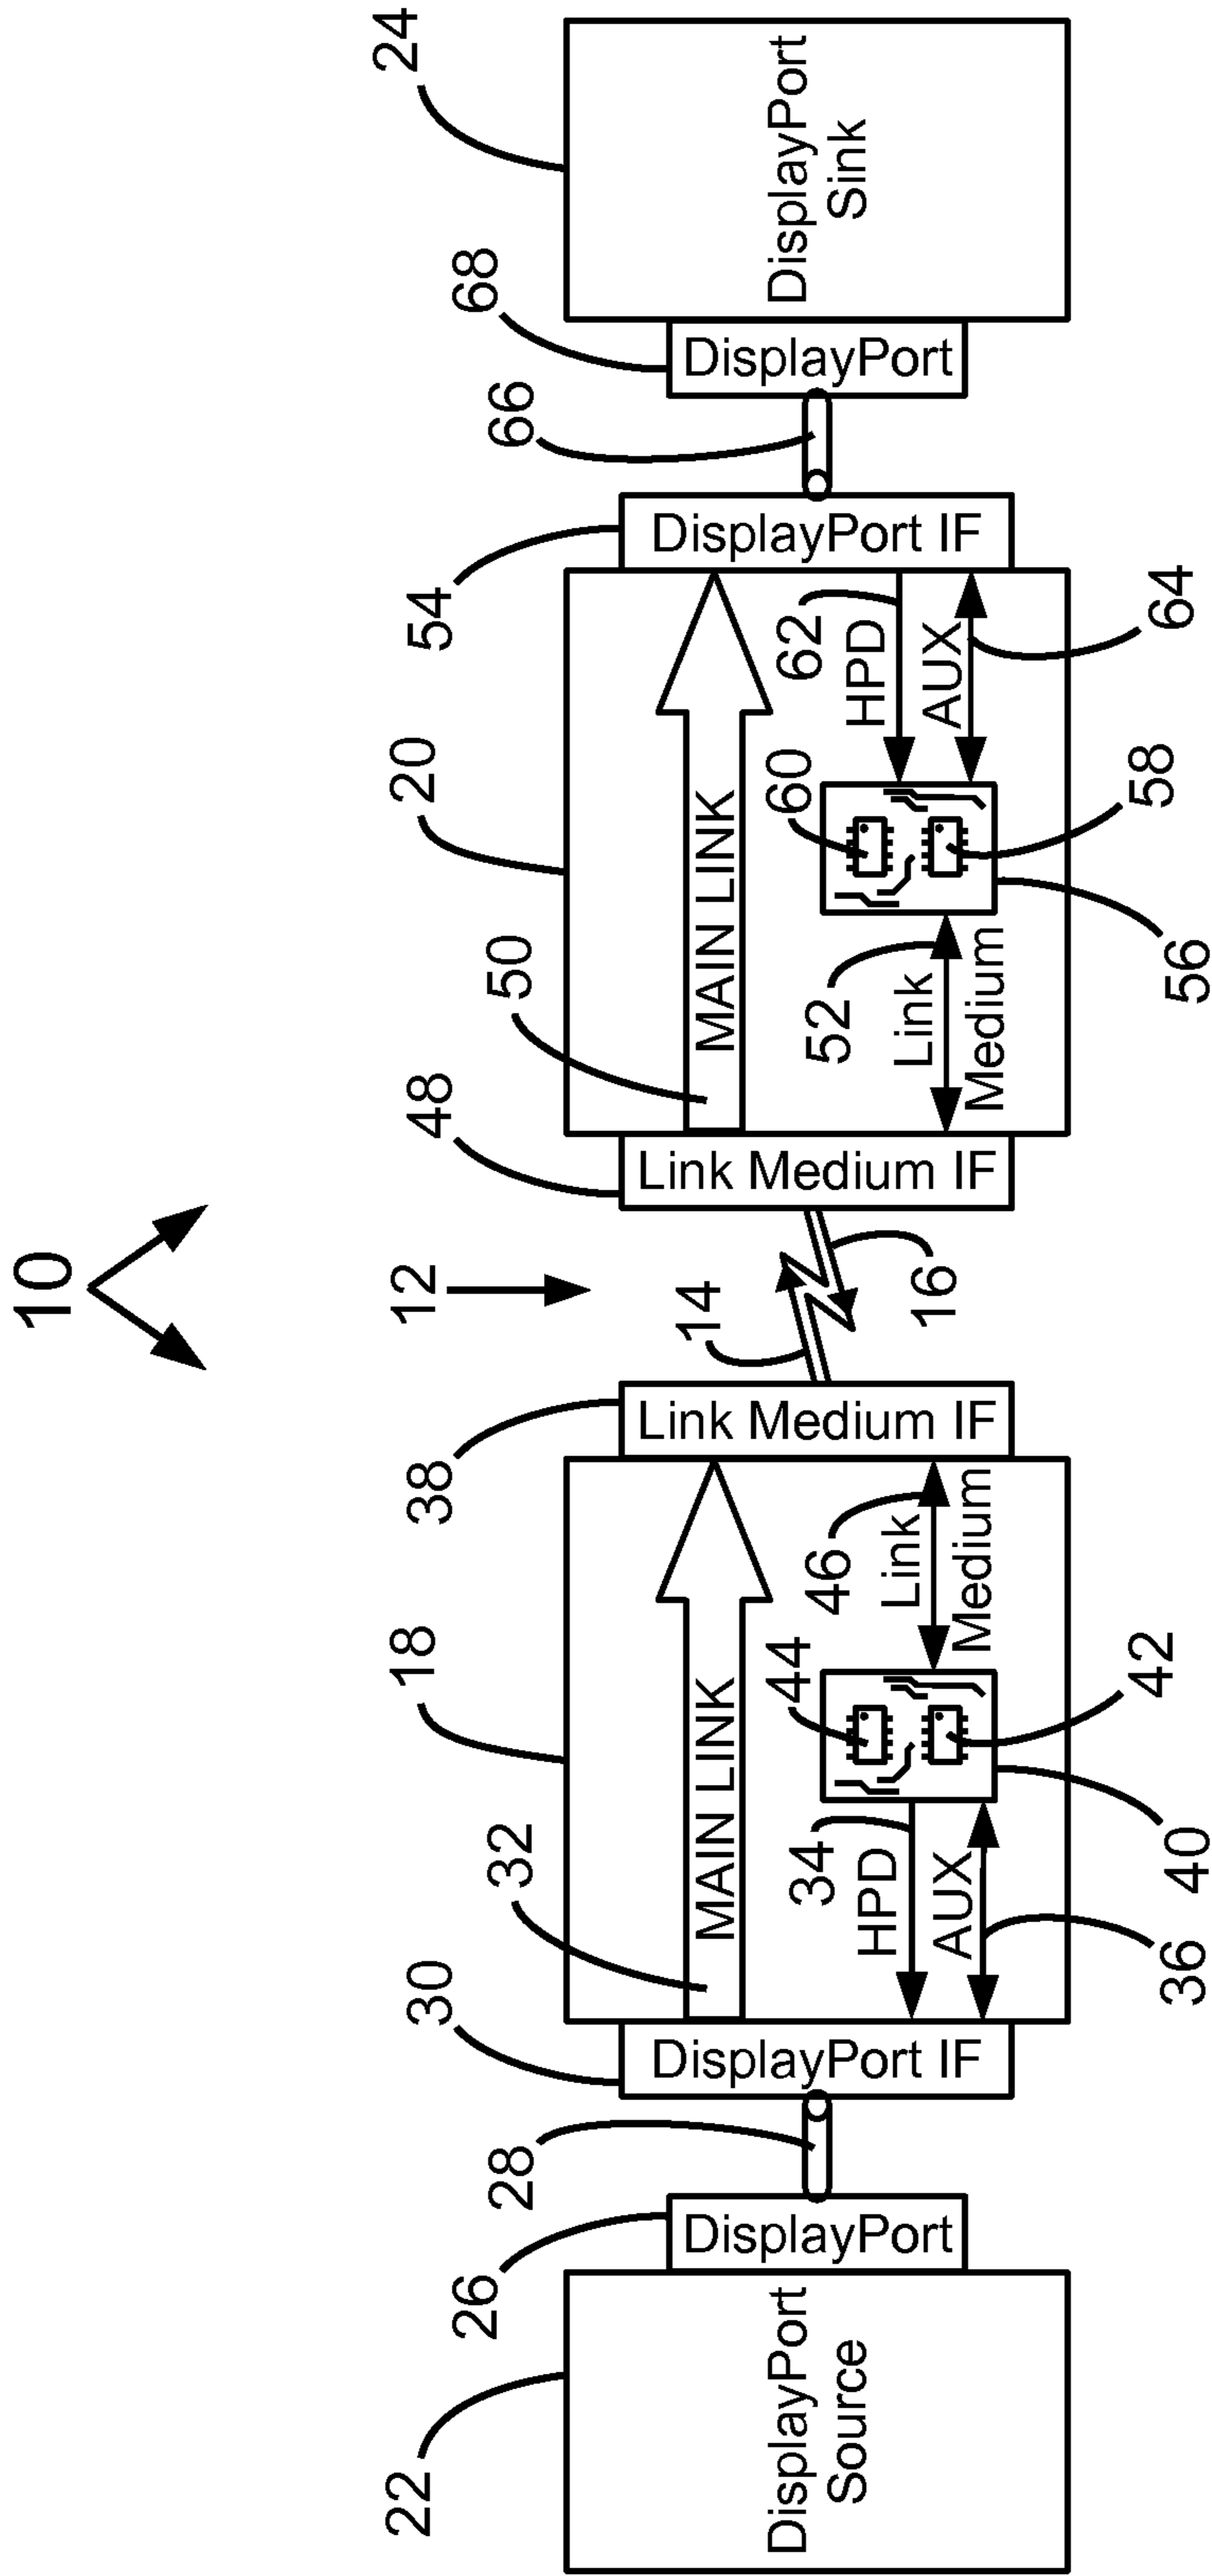 10
12
22
26
28
30
32
18
38
14
16
48
50
20
54
66
68
24
DisplayPort
Source
DisplayPort
DisplayPort IF
MAIN LINK
34
HPD
AUX
36
44
42
40
46
Link
Medium
Link Medium IF
Link Medium IF
MAIN LINK
52
Link
Medium
60
58
56
62
HPD
AUX
64
DisplayPort IF
DisplayPort
DisplayPort
Sink